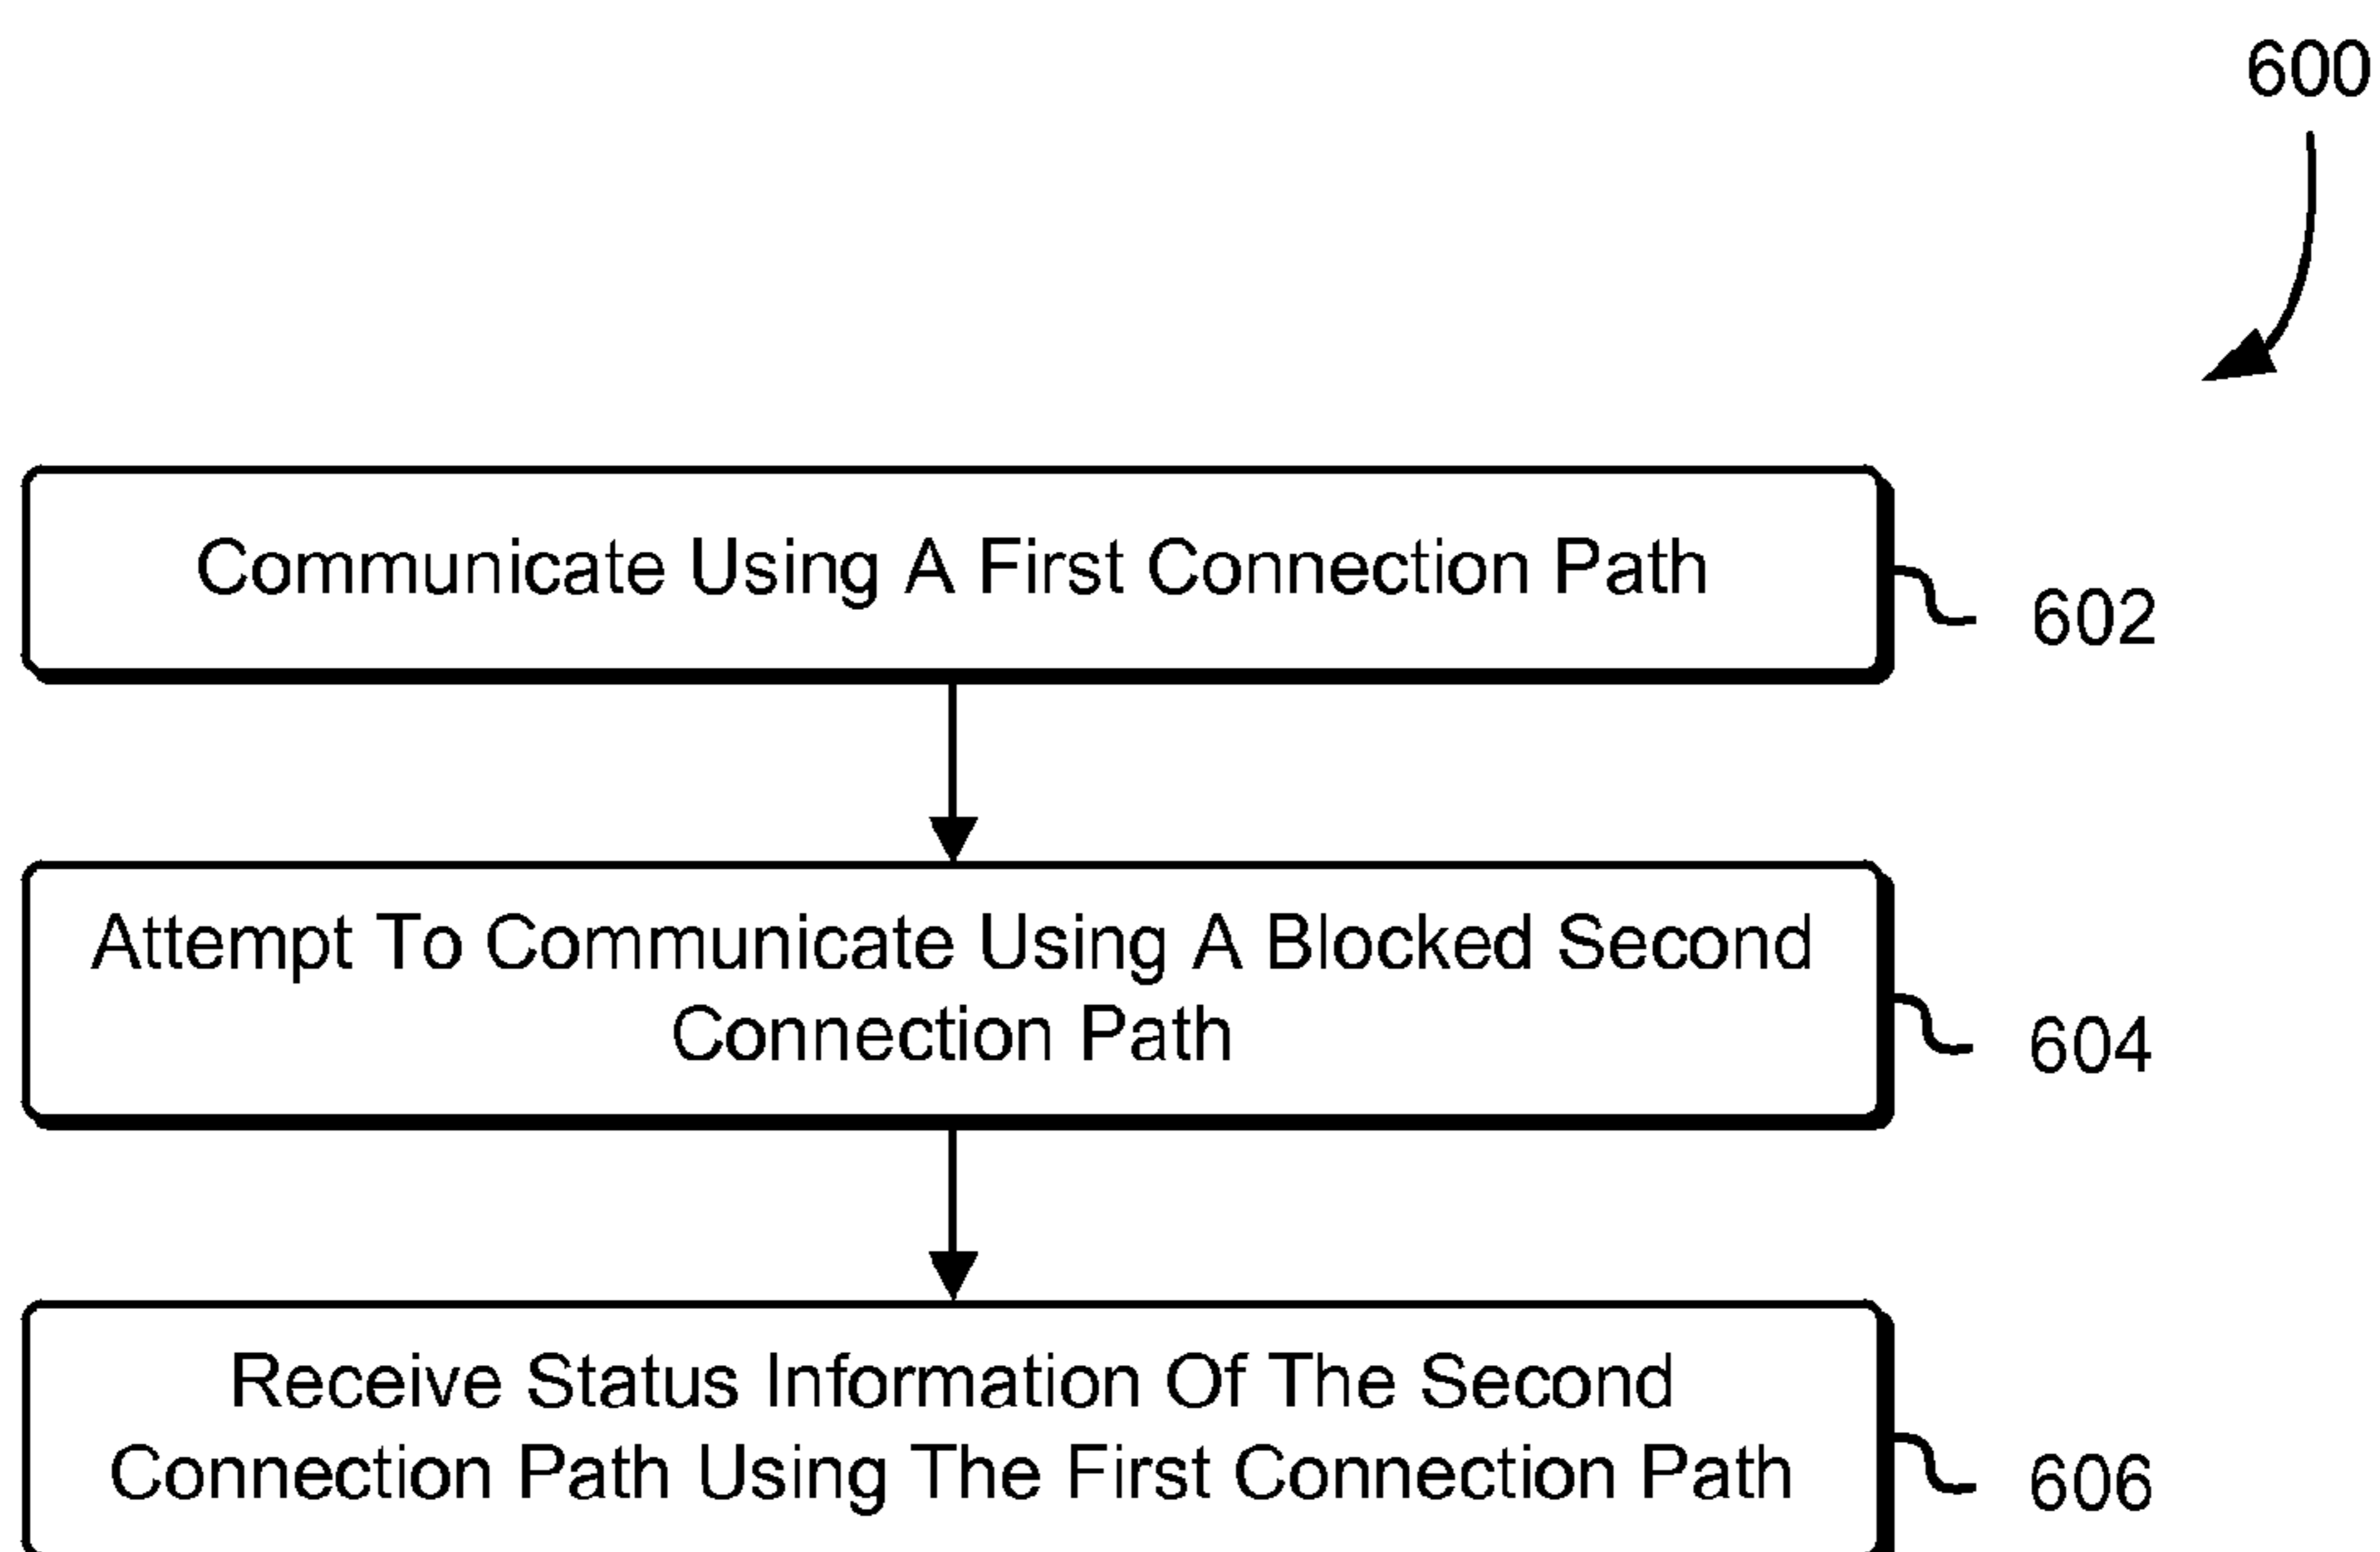 600
Communicate Using A First Connection Path
602
Attempt To Communicate Using A Blocked Second
Connection Path
604
Receive Status Information Of The Second
Connection Path Using The First Connection Path
606